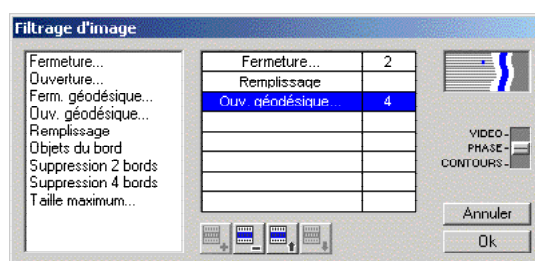 Filtrage d'image
Fermeture...
Ouverture...
Ferm. géodésique...
Ouv. géodésique...
Remplissage
Objets du bord
Suppression 2 bords
Suppression 4 bords
Taille maximum...
Fermeture... 2
Remplissage
Ouv. géodésique... 4
VIDEO
PHASE
CONTOURS
Annuler
Ok